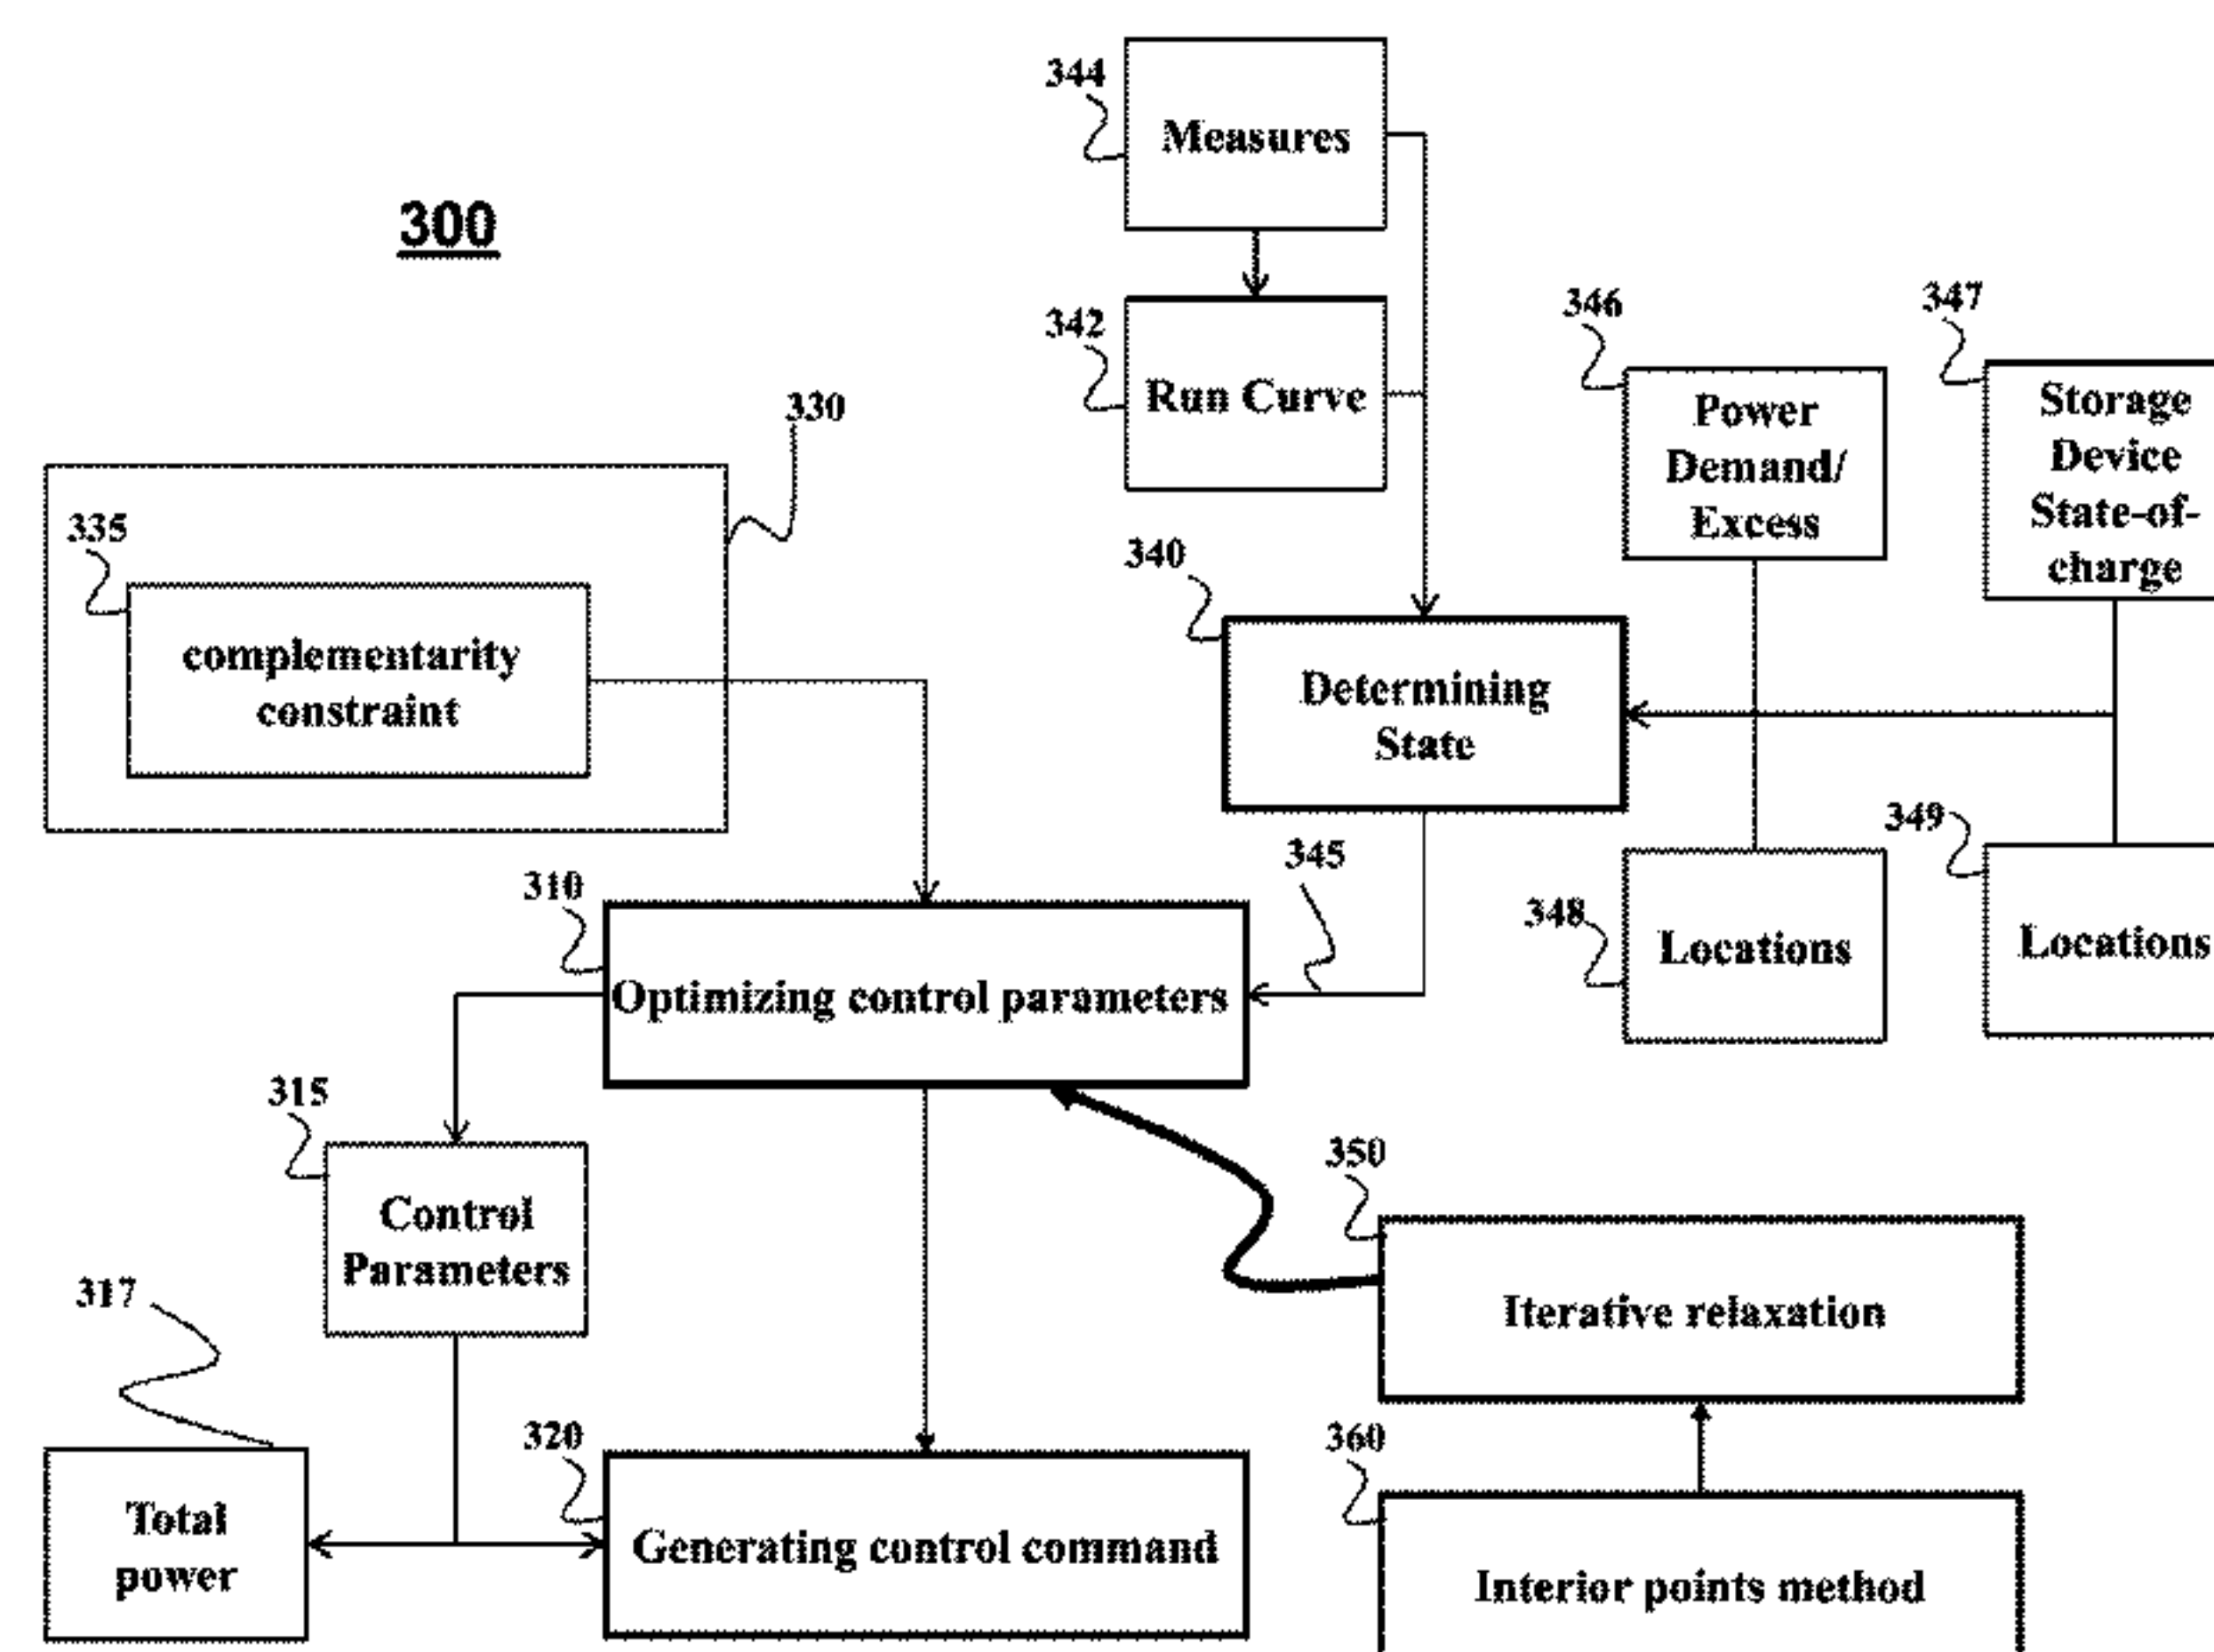 344
Measures
300
346
347
342
Run Curve
Power
Demand/
Excess
Storage
Device
State-of-
charge
330
335
complementarity
constraint
340
Determining
State
349
345
310
348
Locations
Locations
Optimizing control parameters
315
Control
Parameters
350
Iterative relaxation
317
Total
power
320
Generating control command
360
Interior points method